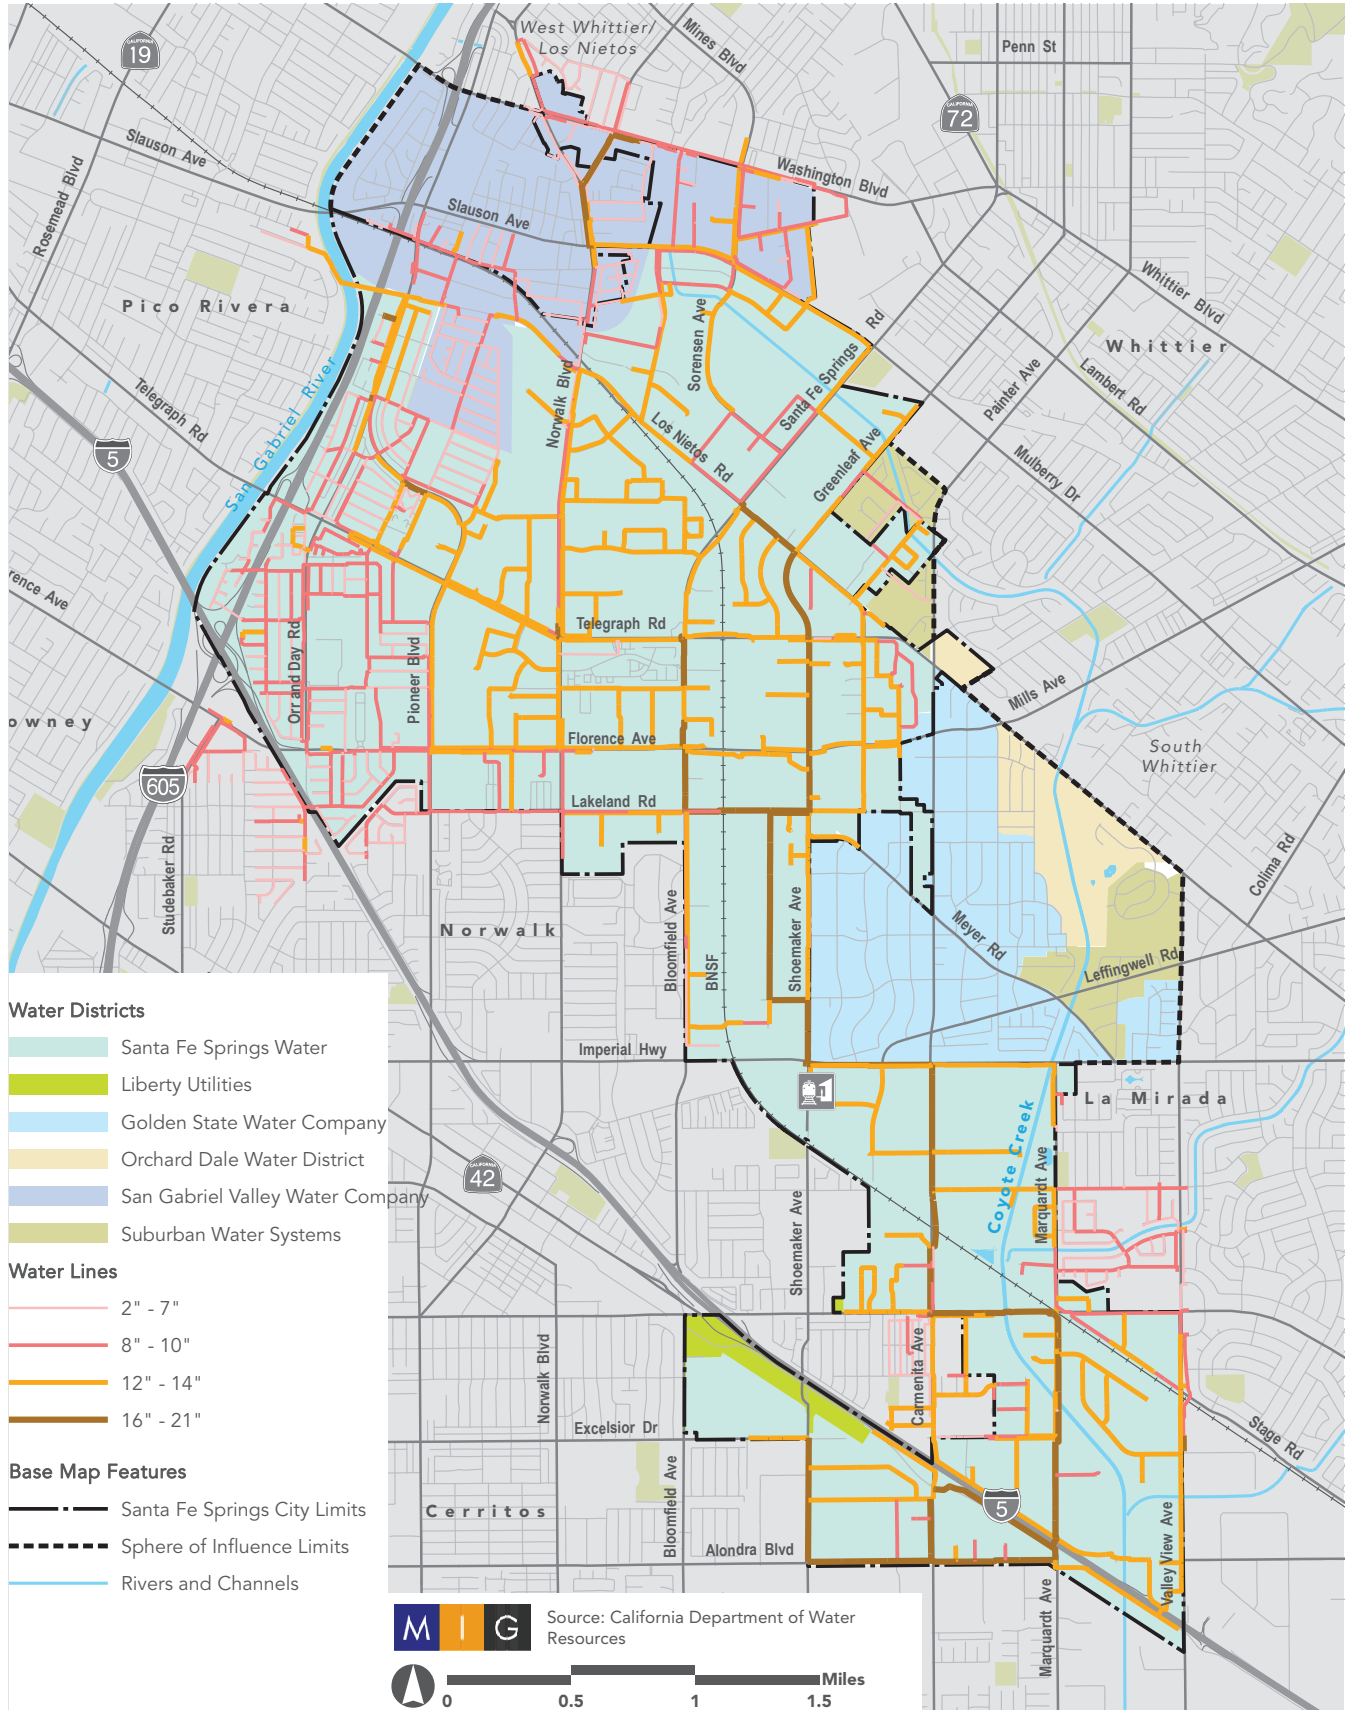 West Whittier/
Los Nietos
Mines Blvd
Penn St
CALIFORNIA
19
CALIFORNIA
72
Slauson Ave
Rosemead Blvd
Washington Blvd
Slauson Ave
Whittier Blvd
Pico Rivera
Whittier
Sorensen Ave
Santa Fe Springs Rd
Painter Ave
Lambert Rd
Telegraph Rd
San Gabriel River
Norwalk Blvd
Los Nietos Rd
Greenleaf Ave
Mulberry Dr
5
rence Ave
Telegraph Rd
Orr and Day Rd
Pioneer Blvd
Mills Ave
owney
Florence Ave
South
Whittier
605
Lakeland Rd
Studebaker Rd
Colima Rd
Norwalk
Bloomfield Ave
BNSF
Shoemaker Ave
Meyer Rd
Leffingwell Rd
Imperial Hwy
La Mirada
Coyote Creek
Marquardt Ave
CALIFORNIA
42
Shoemaker Ave
Norwalk Blvd
Carmenita Ave
Excelsior Dr
Stage Rd
Cerritos
Bloomfield Ave
5
Alondra Blvd
Valley View Ave
Marquardt Ave
Water Districts
Santa Fe Springs Water
Liberty Utilities
Golden State Water Company
Orchard Dale Water District
San Gabriel Valley Water Company
Suburban Water Systems
Water Lines
2" - 7"
8" - 10"
12" - 14"
16" - 21"
Base Map Features
Santa Fe Springs City Limits
Sphere of Influence Limits
Rivers and Channels
M I G
Source: California Department of Water
Resources
Miles
0 0.5 1 1.5